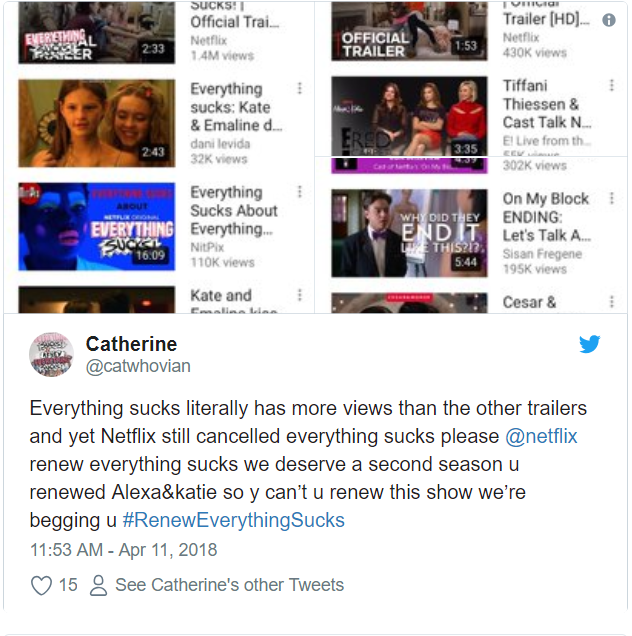 Sucks! |
Official Trai...
1.4M views
2:33
Everything
sucks: Kate
& Emaline d...
dani levida
32K views
2:43
EVERYTHING SUCKS
ABOUT
NETFLIX ORIGINAL
EVERYTHING
SUCKS!
16:09
Everything
Sucks About
Everything...
NitPix
110K views
Kate and
Emaline kiss
OFFICIAL
TRAILER
1:53
Trailer [HD]...
Netflix
430K views
3:35
Tiffani
Thiessen &
Cast Talk N...
E! Live from th...
4:39
302K views
WHY DID THEY
END IT
LIKE THIS?!?
5:44
On My Block
ENDING:
Let's Talk A...
Sisan Fregene
195K views
Cesar &
Catherine
@catwhovian
Everything sucks literally has more views than the other trailers
and yet Netflix still cancelled everything sucks please @netflix
renew everything sucks we deserve a second season u
renewed Alexa&katie so y can't u renew this show we're
begging u #RenewEverythingSucks
11:53 AM - Apr 11, 2018
15 See Catherine's other Tweets